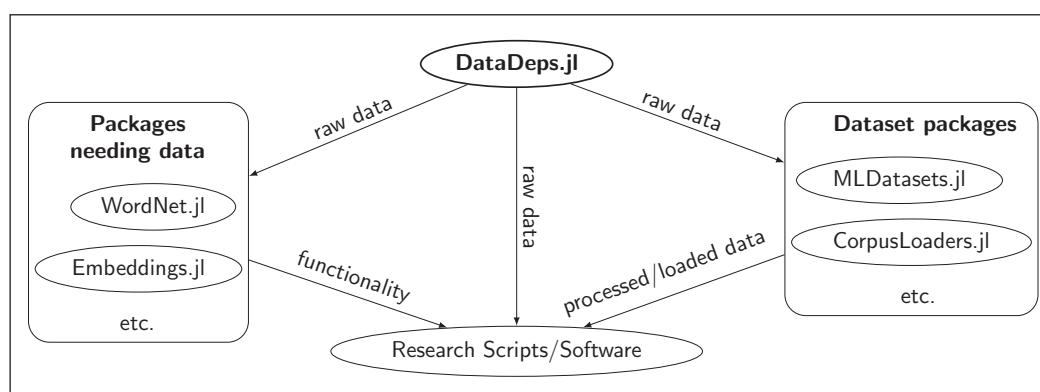 DataDeps.jl
raw data
raw data
raw data
Packages
needing data
WordNet.jl
Embeddings.jl
etc.
Dataset packages
MLDatasets.jl
CorpusLoaders.jl
etc.
functionality
processed/loaded data
Research Scripts/Software